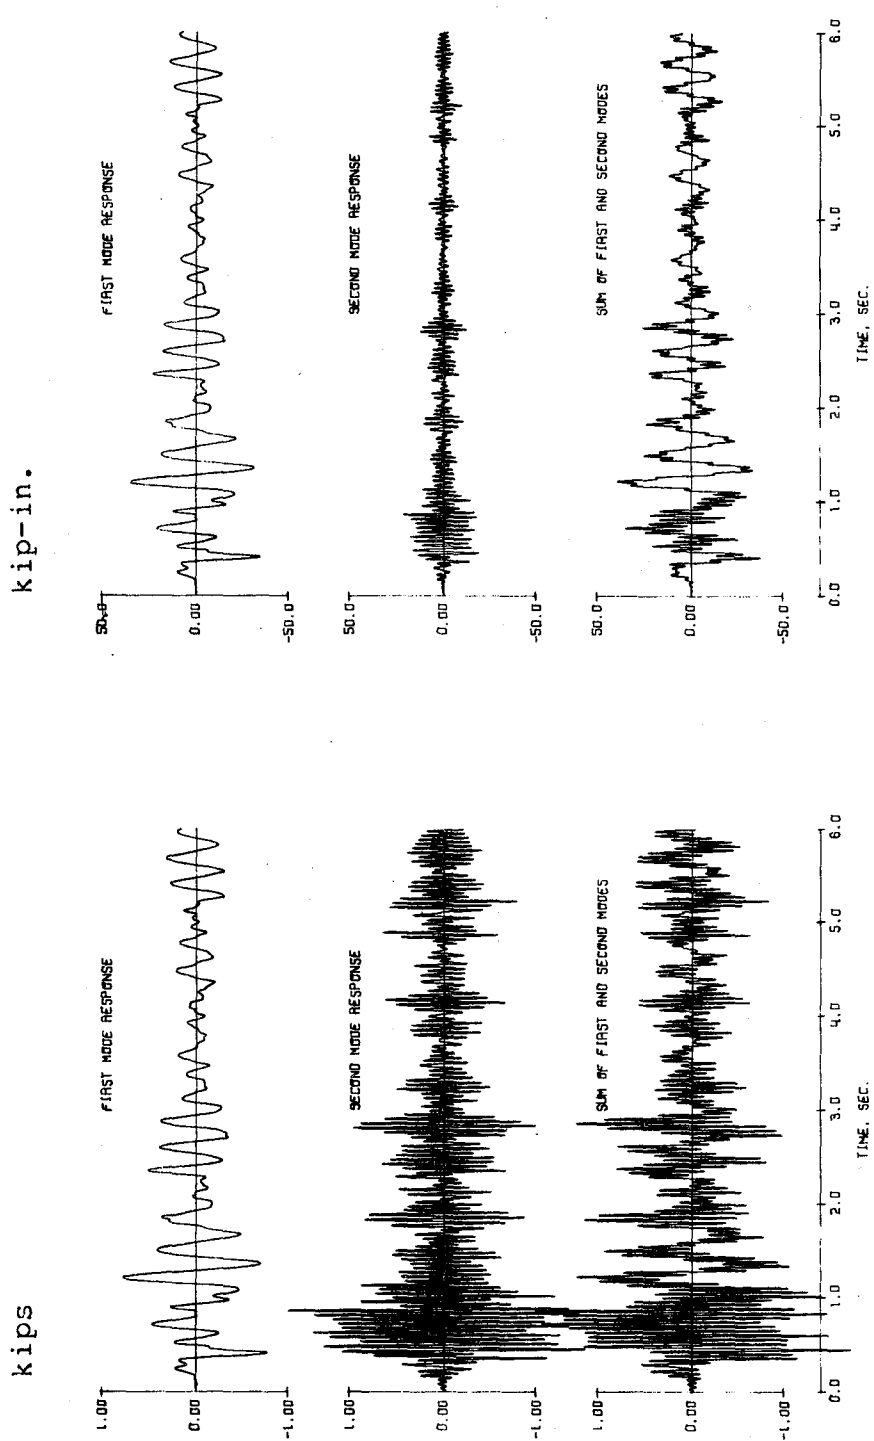 kips
1.00
0.00
-1.00
FIRST MODE RESPONSE
1.00
0.00
-1.00
SECOND MODE RESPONSE
1.00
0.00
-1.00
SUM OF FIRST AND SECOND MODES
0.0 1.0 2.0 3.0 4.0 5.0 6.0
TIME, SEC.
kip-in.
50.0
0.00
-50.0
FIRST MODE RESPONSE
50.0
0.00
-50.0
SECOND MODE RESPONSE
50.0
0.00
-50.0
SUM OF FIRST AND SECOND MODES
0.0 1.0 2.0 3.0 4.0 5.0 6.0
TIME, SEC.